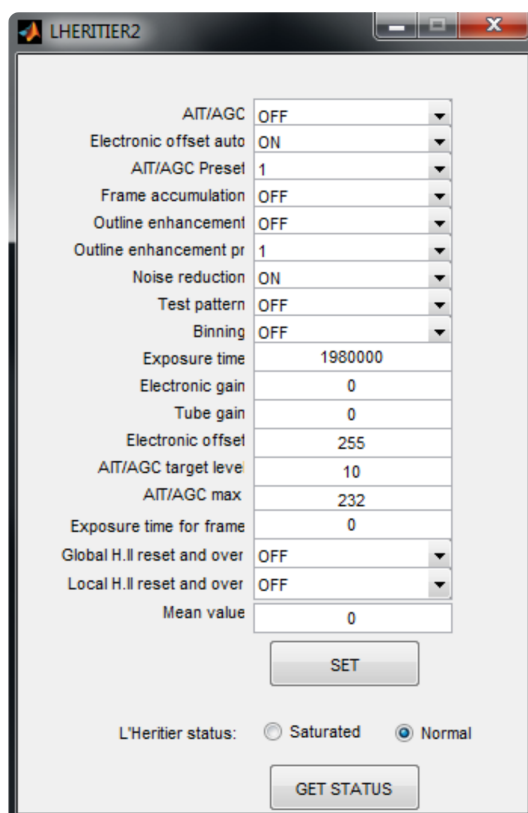 LHERITIER2
AIT/AGC OFF
Electronic offset auto ON
AIT/AGC Preset 1
Frame accumulation OFF
Outline enhancement OFF
Outline enhancement pr 1
Noise reduction ON
Test pattern OFF
Binning OFF
Exposure time 1980000
Electronic gain 0
Tube gain 0
Electronic offset 255
AIT/AGC target level 10
AIT/AGC max 232
Exposure time for frame 0
Global H.II reset and over OFF
Local H.II reset and over OFF
Mean value 0
SET
L'Heritier status: Saturated Normal
GET STATUS